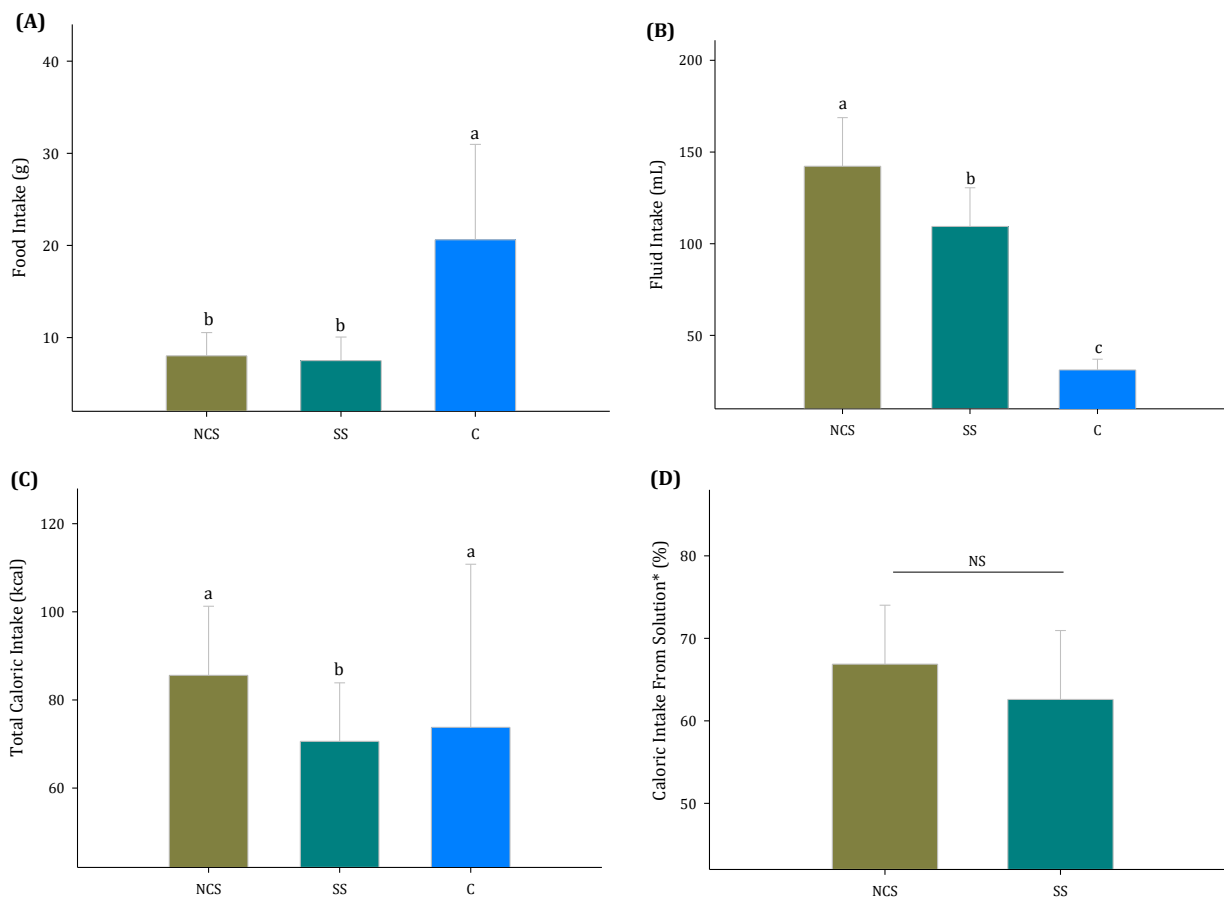 (A)
Food Intake (g)
40
30
20
10
b
b
a
NCS
SS
C
(B)
Fluid Intake (mL)
200
150
100
50
a
b
c
NCS
SS
C
(C)
Total Caloric Intake (kcal)
120
100
80
60
a
b
a
NCS
SS
C
(D)
Caloric Intake From Solution* (%)
80
70
60
50
NS
NCS
SS